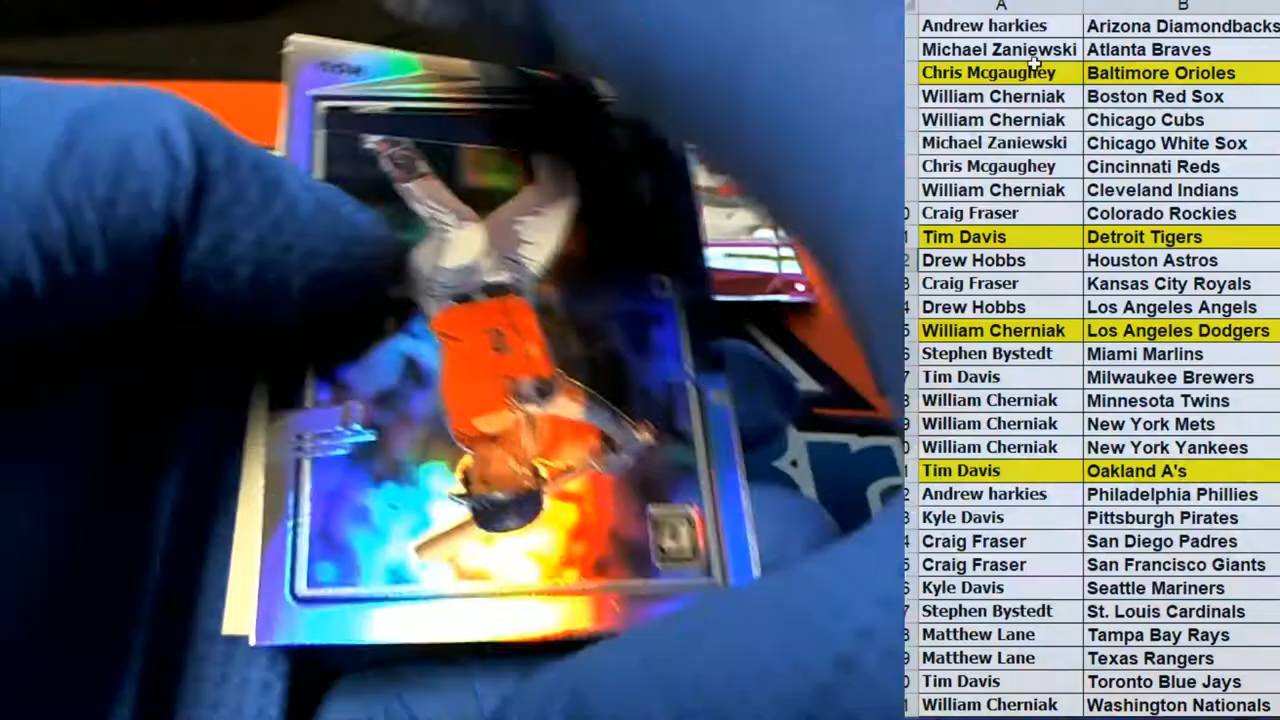 A B
Andrew harkies Arizona Diamondbacks
Michael Zaniewski Atlanta Braves
Chris Mcgaughey Baltimore Orioles
William Cherniak Boston Red Sox
William Cherniak Chicago Cubs
Michael Zaniewski Chicago White Sox
Chris Mcgaughey Cincinnati Reds
William Cherniak Cleveland Indians
Craig Fraser Colorado Rockies
Tim Davis Detroit Tigers
Drew Hobbs Houston Astros
Craig Fraser Kansas City Royals
Drew Hobbs Los Angeles Angels
William Cherniak Los Angeles Dodgers
Stephen Bystedt Miami Marlins
Tim Davis Milwaukee Brewers
William Cherniak Minnesota Twins
William Cherniak New York Mets
William Cherniak New York Yankees
Tim Davis Oakland A's
Andrew harkies Philadelphia Phillies
Kyle Davis Pittsburgh Pirates
Craig Fraser San Diego Padres
Craig Fraser San Francisco Giants
Kyle Davis Seattle Mariners
Stephen Bystedt St. Louis Cardinals
Matthew Lane Tampa Bay Rays
Matthew Lane Texas Rangers
Tim Davis Toronto Blue Jays
William Cherniak Washington Nationals